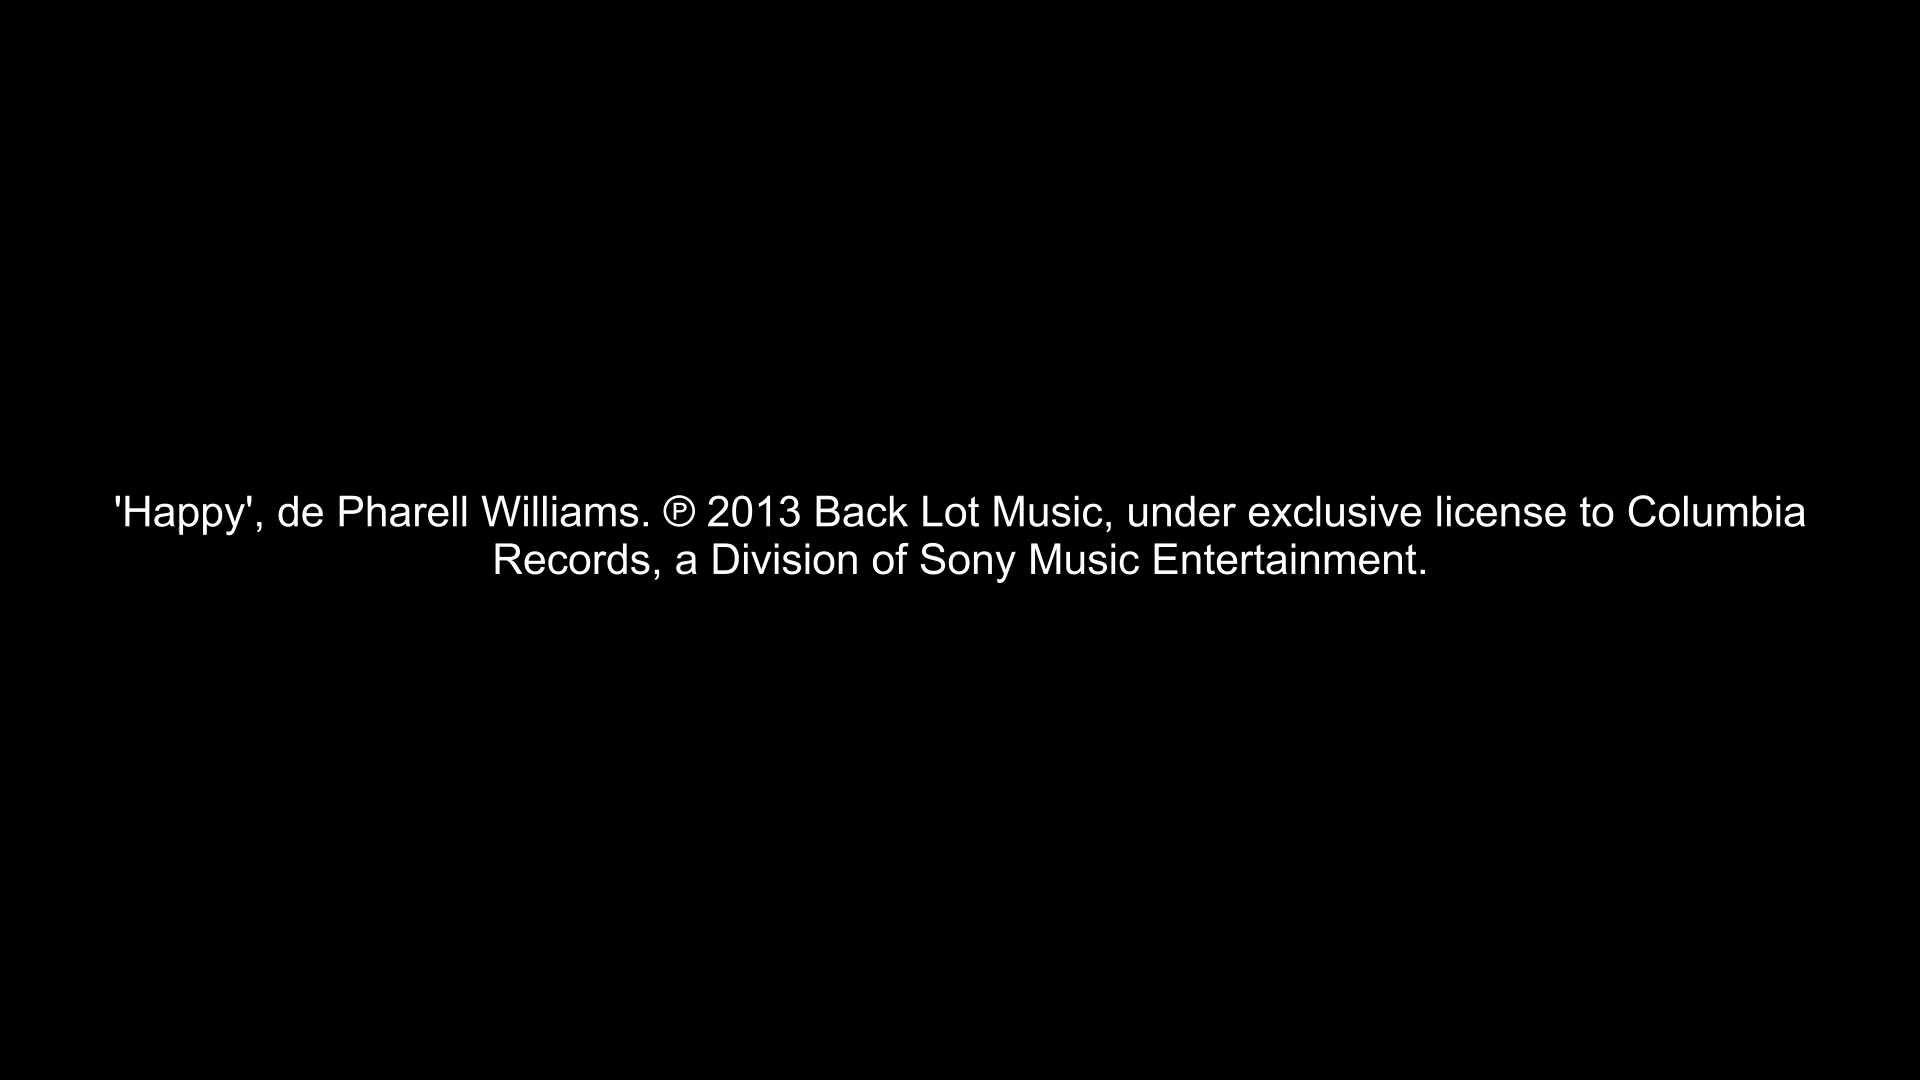 'Happy', de Pharell Williams. ℗ 2013 Back Lot Music, under exclusive license to Columbia
Records, a Division of Sony Music Entertainment.